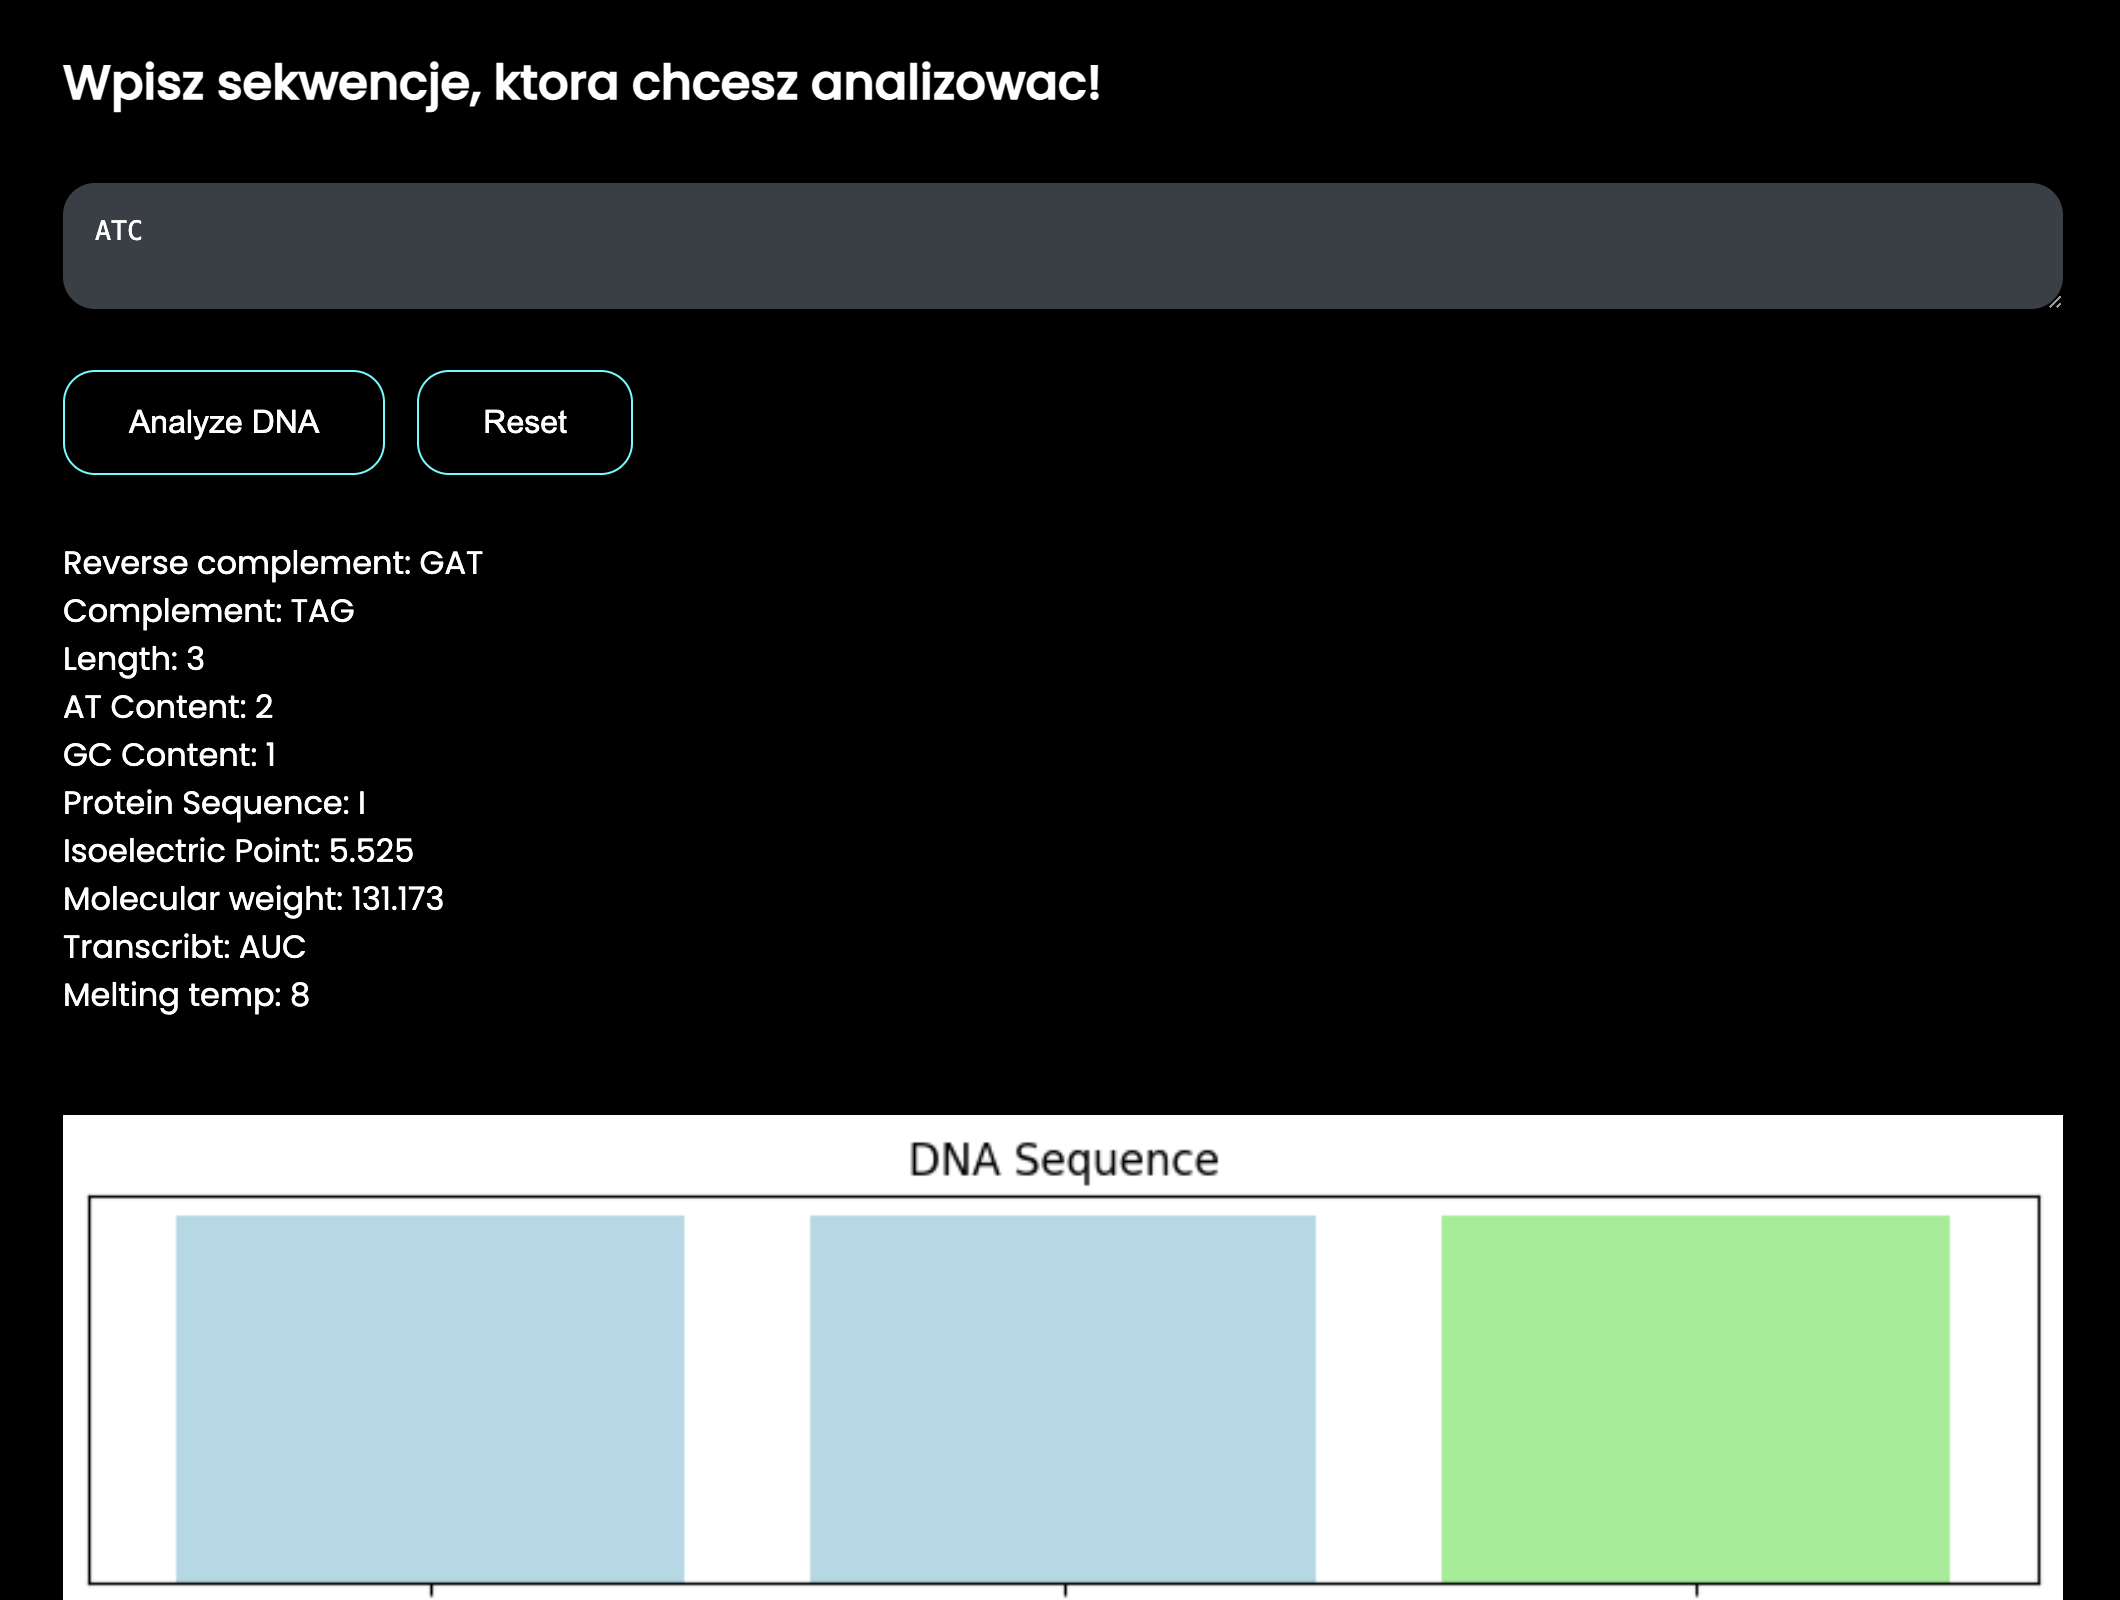 Wpisz sekwencje, ktora chcesz analizowac!
ATC
Analyze DNA
Reset
Reverse complement: GAT
Complement: TAG
Length: 3
AT Content: 2
GC Content: 1
Protein Sequence: I
Isoelectric Point: 5.525
Molecular weight: 131.173
Transcribt: AUC
Melting temp: 8
DNA Sequence